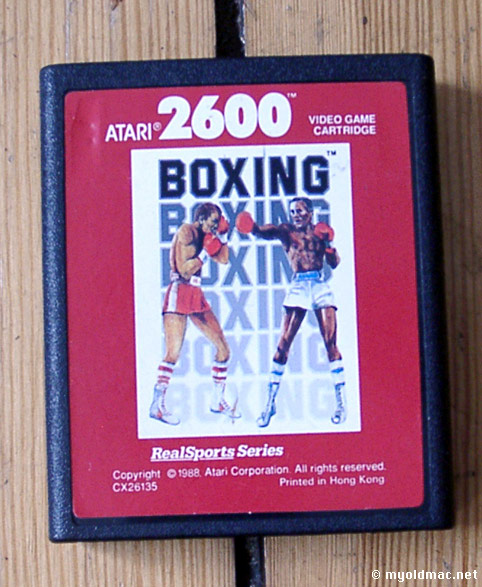 ATARI® 2600™ VIDEO GAME
CARTRIDGE
BOXING™
BOXING
BOXING
BOXING
BOXING
BOXING
RealSports Series
Copyright © 1988, Atari Corporation. All rights reserved.
CX26135 Printed in Hong Kong
© myoldmac.net